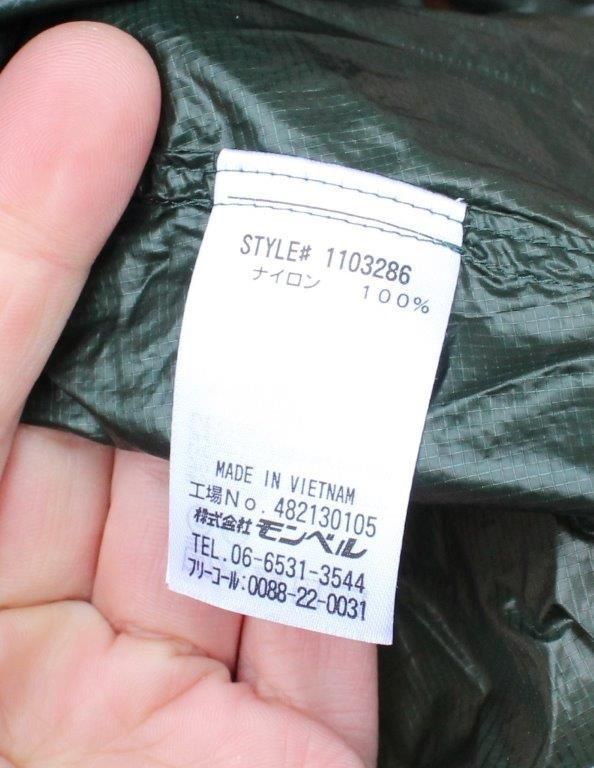 STYLE# 1103286
ナイロン 100%
MADE IN VIETNAM
工場No. 482130105
株式会社 モンベル
TEL. 06-6531-3544
フリーコール:0088-22-0031